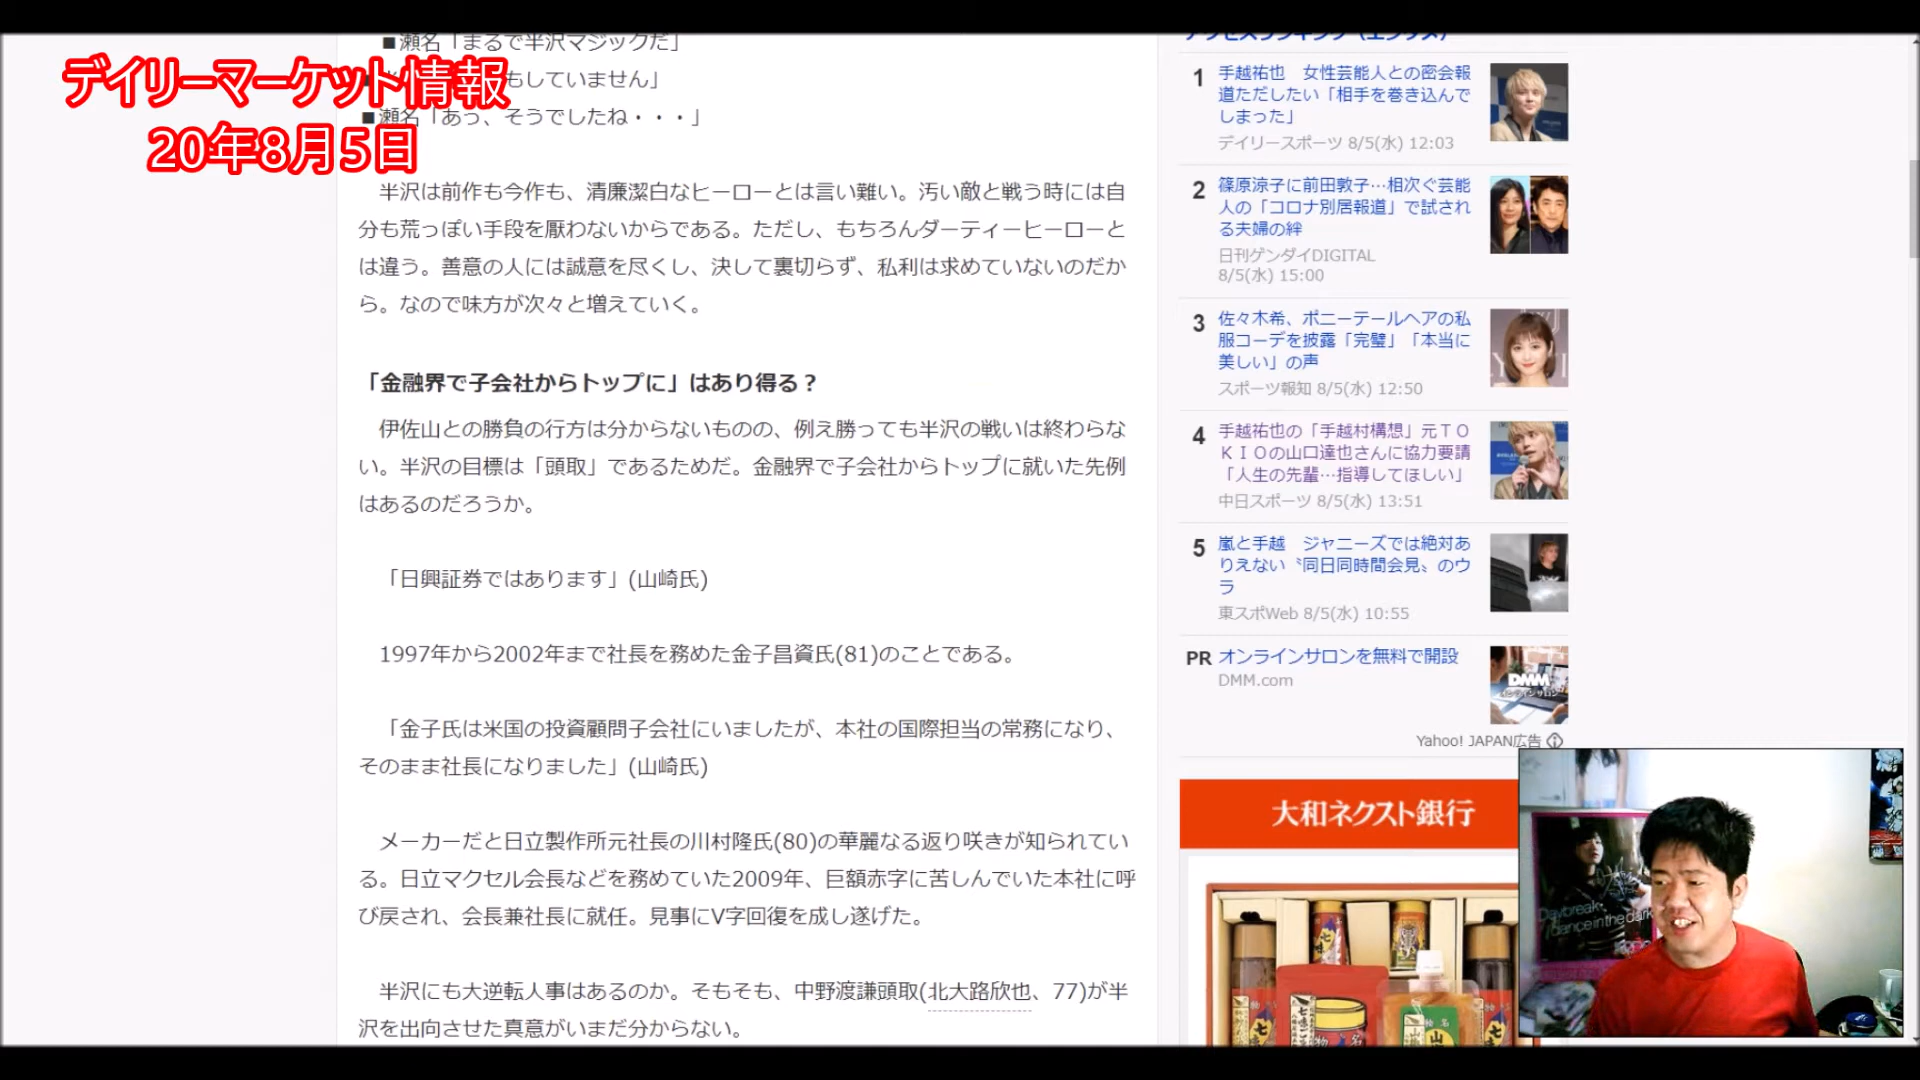 デイリーマーケット情報
20年8月5日
■瀬名「まるで半沢マジックだ」
もしていません」
■瀬名「あっ、そうでしたね・・・」
半沢は前作も今作も、清廉潔白なヒーローとは言い難い。汚い敵と戦う時には自
分も荒っぽい手段を厭わないからである。ただし、もちろんダーティーヒーローと
は違う。善意の人には誠意を尽くし、決して裏切らず、私利は求めていないのだか
ら。なので味方が次々と増えていく。
「金融界で子会社からトップに」はあり得る？
伊佐山との勝負の行方は分からないものの、例え勝っても半沢の戦いは終わらな
い。半沢の目標は「頭取」であるためだ。金融界で子会社からトップに就いた先例
はあるのだろうか。
「日興証券ではあります」(山崎氏)
1997年から2002年まで社長を務めた金子昌資氏(81)のことである。
「金子氏は米国の投資顧問子会社にいましたが、本社の国際担当の常務になり、
そのまま社長になりました」(山崎氏)
メーカーだと日立製作所元社長の川村隆氏(80)の華麗なる返り咲きが知られてい
る。日立マクセル会長などを務めていた2009年、巨額赤字に苦しんでいた本社に呼
び戻され、会長兼社長に就任。見事にV字回復を成し遂げた。
半沢にも大逆転人事はあるのか。そもそも、中野渡謙頭取(北大路欣也、77)が半
沢を出向させた真意がいまだ分からない。
アクセスランキング（エンタメ）
1 手越祐也　女性芸能人との密会報
道ただしたい「相手を巻き込んで
しまった」
デイリースポーツ 8/5(水) 12:03
2 篠原涼子に前田敦子…相次ぐ芸能
人の「コロナ別居報道」で試され
る夫婦の絆
日刊ゲンダイDIGITAL
8/5(水) 15:00
3 佐々木希、ポニーテールヘアの私
服コーデを披露「完璧」「本当に
美しい」の声
スポーツ報知 8/5(水) 12:50
4 手越祐也の「手越村構想」元ＴＯ
ＫＩＯの山口達也さんに協力要請
「人生の先輩…指導してほしい」
中日スポーツ 8/5(水) 13:51
5 嵐と手越　ジャニーズでは絶対あ
りえない〝同日同時間会見〟のウ
ラ
東スポWeb 8/5(水) 10:55
PR オンラインサロンを無料で開設
DMM.com
DMM
オンラインサロン
Yahoo! JAPAN広告
大和ネクスト銀行
Daybreak
dance in the dark